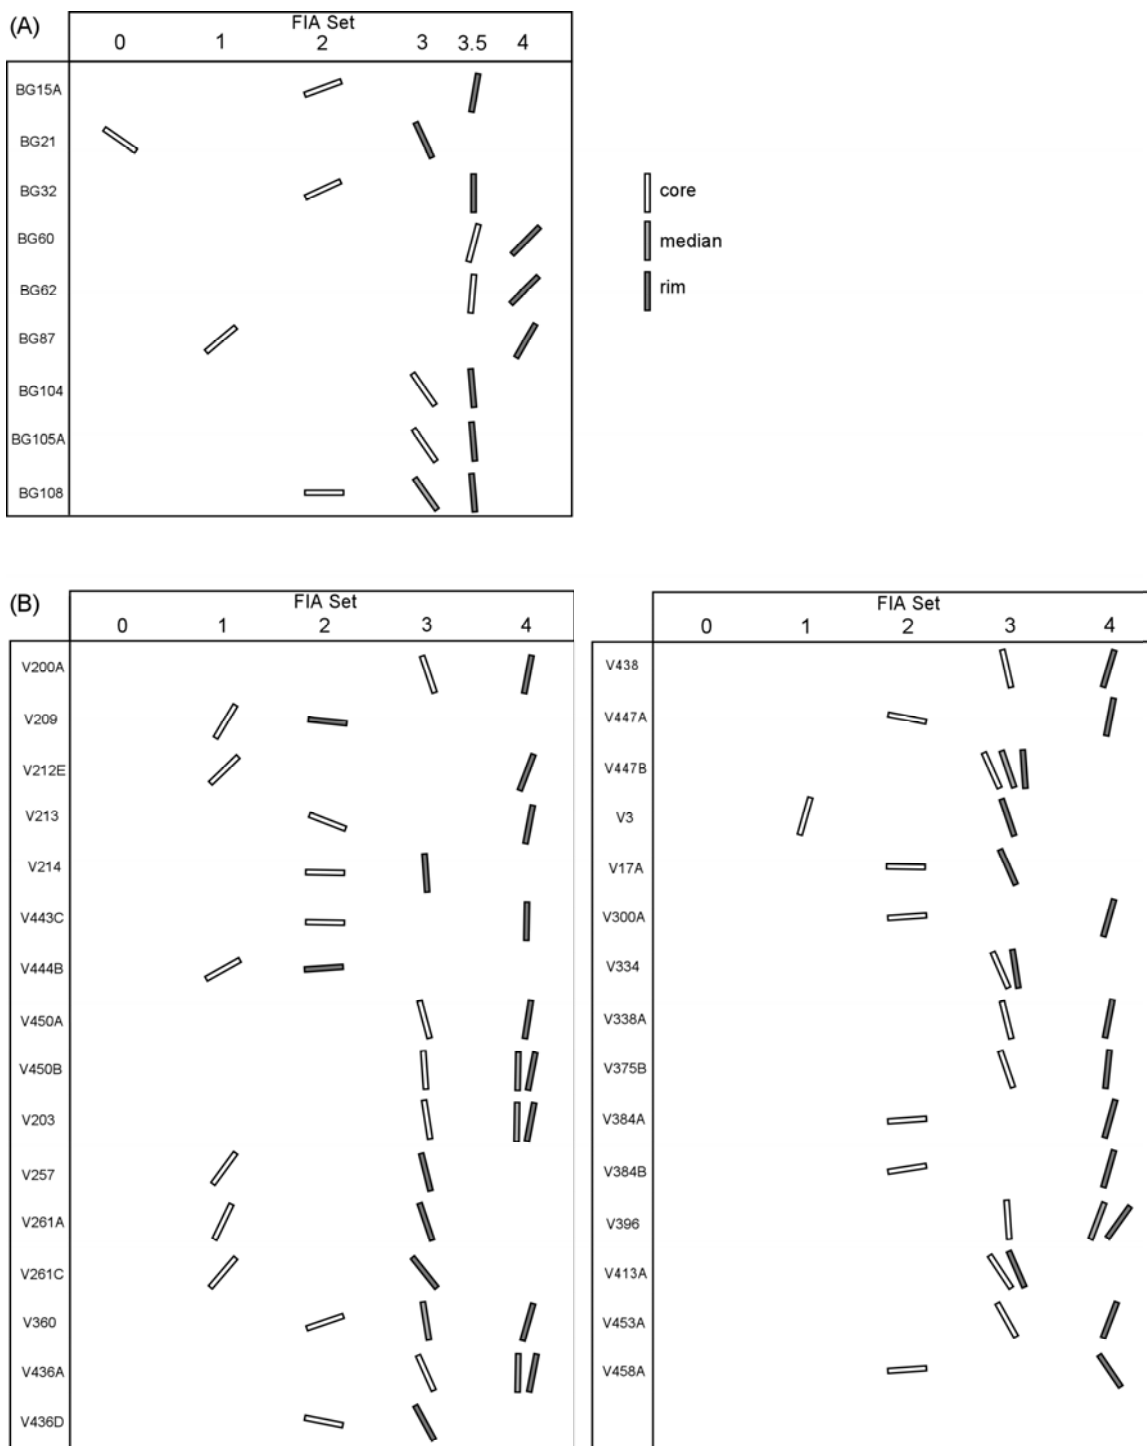 (A)
FIA Set
0 1 2 3 3.5 4
BG15A
BG21
BG32
BG60
BG62
BG87
BG104
BG105A
BG108
core
median
rim
(B)
FIA Set
0 1 2 3 4
V200A
V209
V212E
V213
V214
V443C
V444B
V450A
V450B
V203
V257
V261A
V261C
V360
V436A
V436D
FIA Set
0 1 2 3 4
V438
V447A
V447B
V3
V17A
V300A
V334
V338A
V375B
V384A
V384B
V396
V413A
V453A
V458A